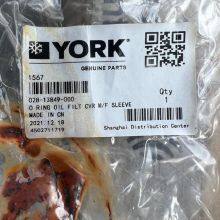 YORK
GENUINE PARTS
1567
028-13849-000
O RING OIL FILT CVR M/F SLEEVE
MADE IN CN
2021.12.18
4502711719
Qty
1
Shanghai Distribution Center